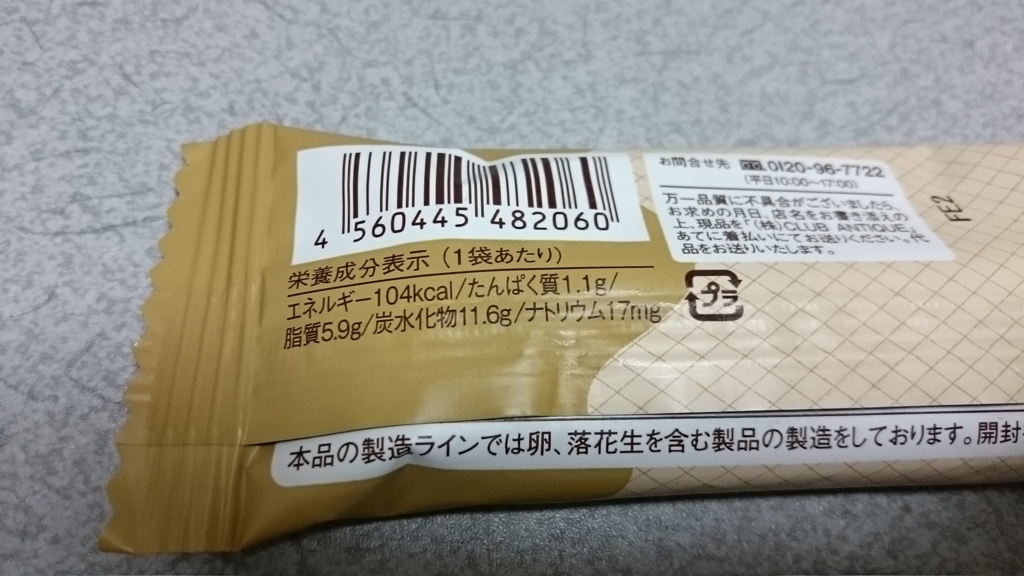 4 560445 482060
栄養成分表示（1袋あたり）
エネルギー104kcal/たんぱく質1.1g/
脂質5.9g/炭水化物11.6g/ナトリウム17mg
お問合せ先 0120-96-7722
（平日10:00〜17:00）
万一品質に不具合がございましたら、
お求めの月日、店名をお書き添えの
上、現品を「(株)CLUB ANTIQUE」
あてに着払いにてお送りください。代
品をお送りいたします。
プラ
FE2
本品の製造ラインでは卵、落花生を含む製品の製造をしております。開封